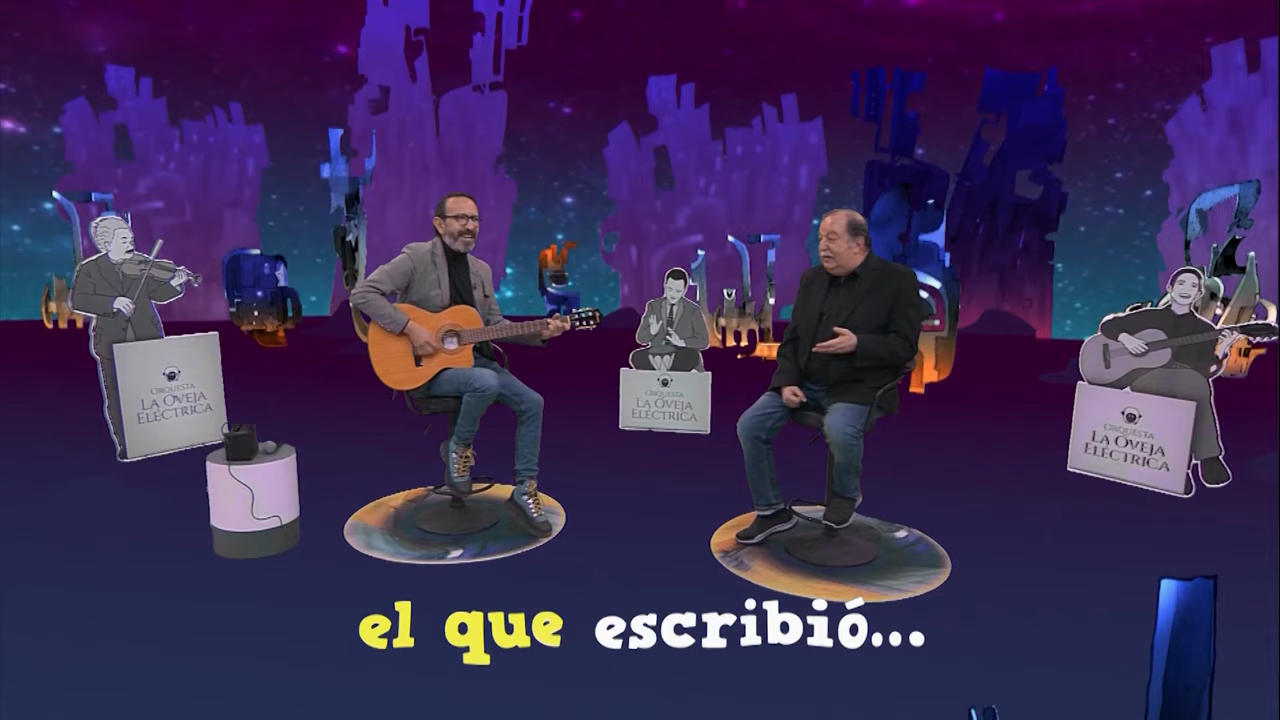 ORQUESTA
LA OVEJA
ELÉCTRICA
ORQUESTA
LA OVEJA
ELÉCTRICA
ORQUESTA
LA OVEJA
ELÉCTRICA
el que escribió...